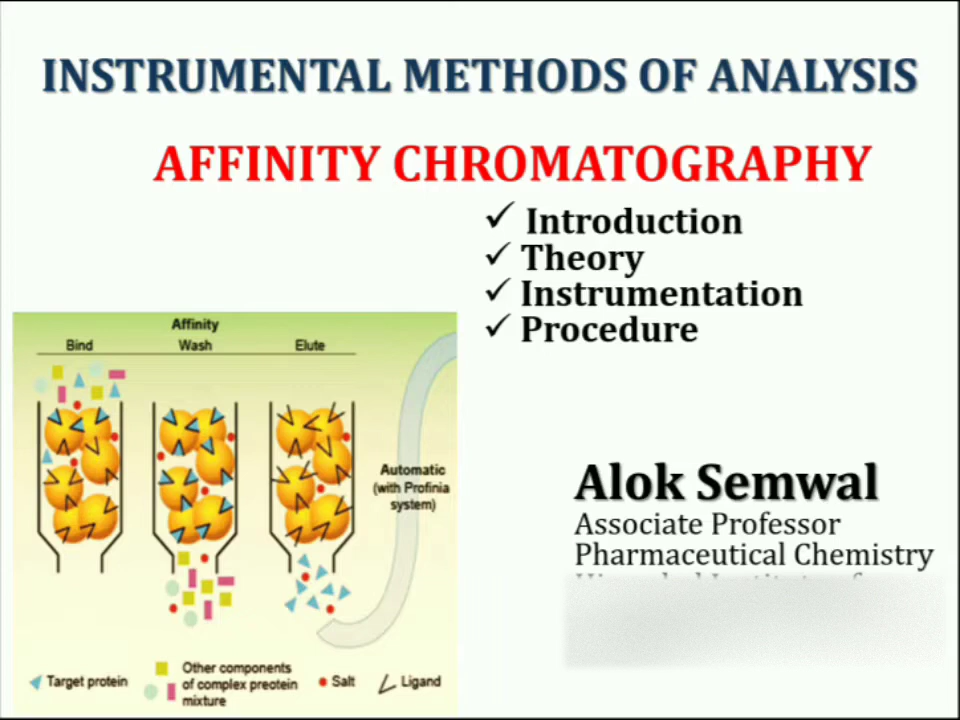 INSTRUMENTAL METHODS OF ANALYSIS
AFFINITY CHROMATOGRAPHY
✓ Introduction
✓ Theory
✓ Instrumentation
✓ Procedure
Affinity
Bind Wash Elute
Automatic
(with Profinia
system)
Target protein
Other components
of complex preotein
mixture
Salt
Ligand
Alok Semwal
Associate Professor
Pharmaceutical Chemistry